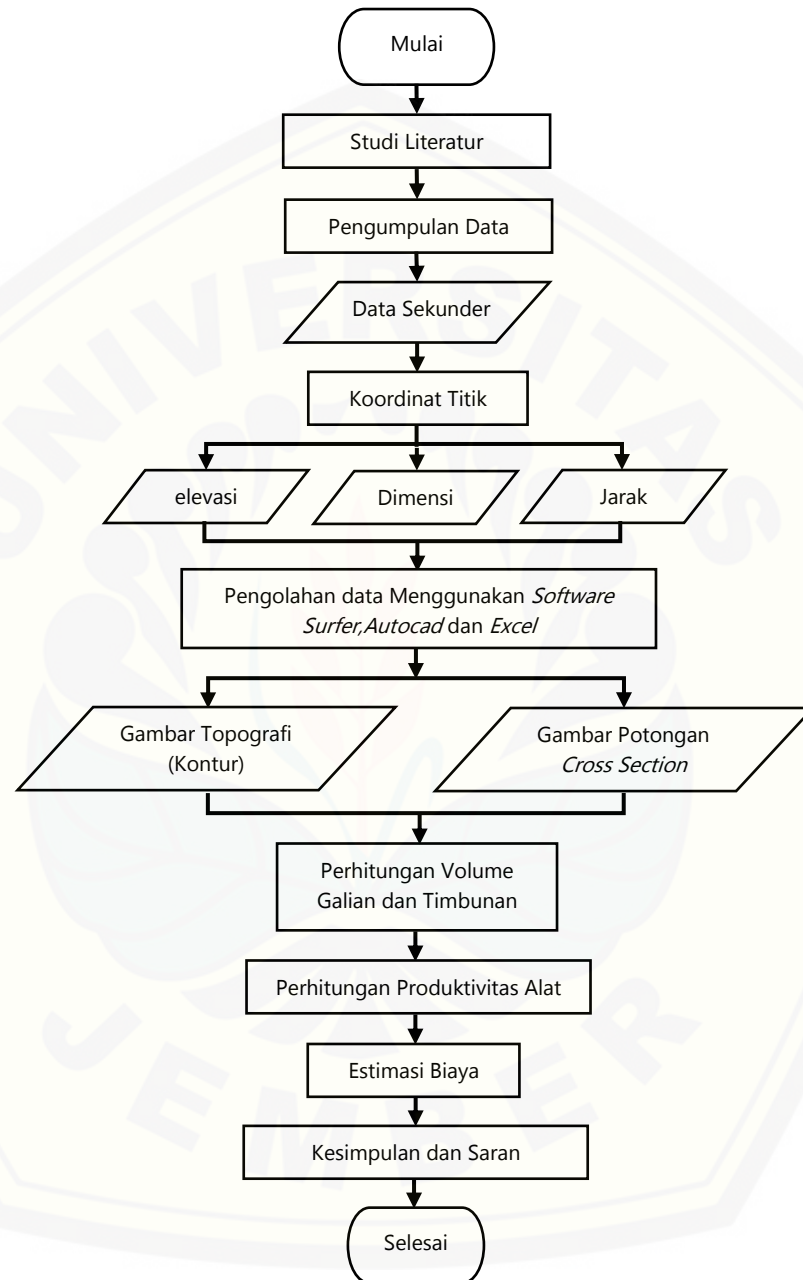 Mulai
Studi Literatur
Pengumpulan Data
Data Sekunder
Koordinat Titik
elevasi
Dimensi
Jarak
Pengolahan data Menggunakan Software
Surfer,Autocad dan Excel
Gambar Topografi
(Kontur)
Gambar Potongan
Cross Section
Perhitungan Volume
Galian dan Timbunan
Perhitungan Produktivitas Alat
Estimasi Biaya
Kesimpulan dan Saran
Selesai
UNIVERSITAS
JEMBER